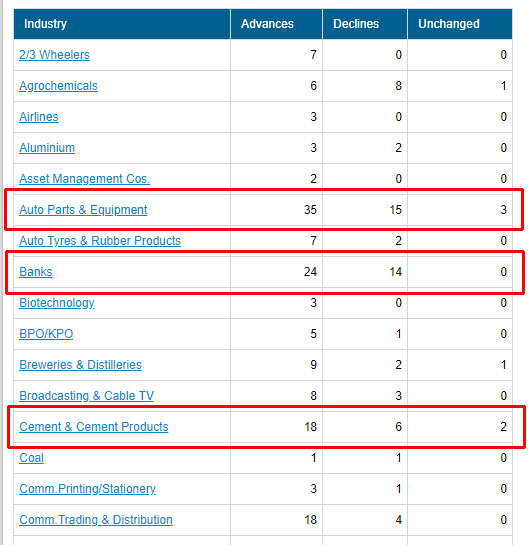 Industry Advances Declines Unchanged
2/3 Wheelers 7 0 0
Agrochemicals 6 8 1
Airlines 3 0 0
Aluminium 3 2 0
Asset Management Cos. 2 0 0
Auto Parts & Equipment 35 15 3
Auto Tyres & Rubber Products 7 2 0
Banks 24 14 0
Biotechnology 3 0 0
BPO/KPO 5 1 0
Breweries & Distilleries 9 2 1
Broadcasting & Cable TV 8 3 0
Cement & Cement Products 18 6 2
Coal 1 1 0
Comm.Printing/Stationery 3 1 0
Comm.Trading & Distribution 18 4 0